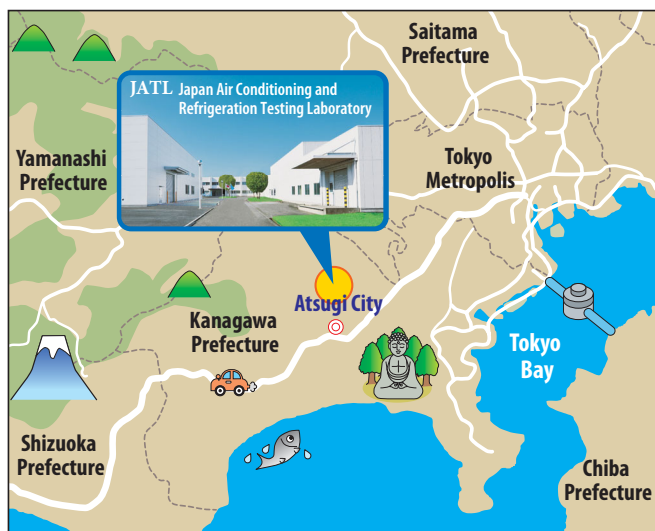 Saitama
Prefecture
JATL Japan Air Conditioning and
Refrigeration Testing Laboratory
Yamanashi
Prefecture
Tokyo
Metropolis
Atsugi City
Kanagawa
Prefecture
Tokyo
Bay
Shizuoka
Prefecture
Chiba
Prefecture